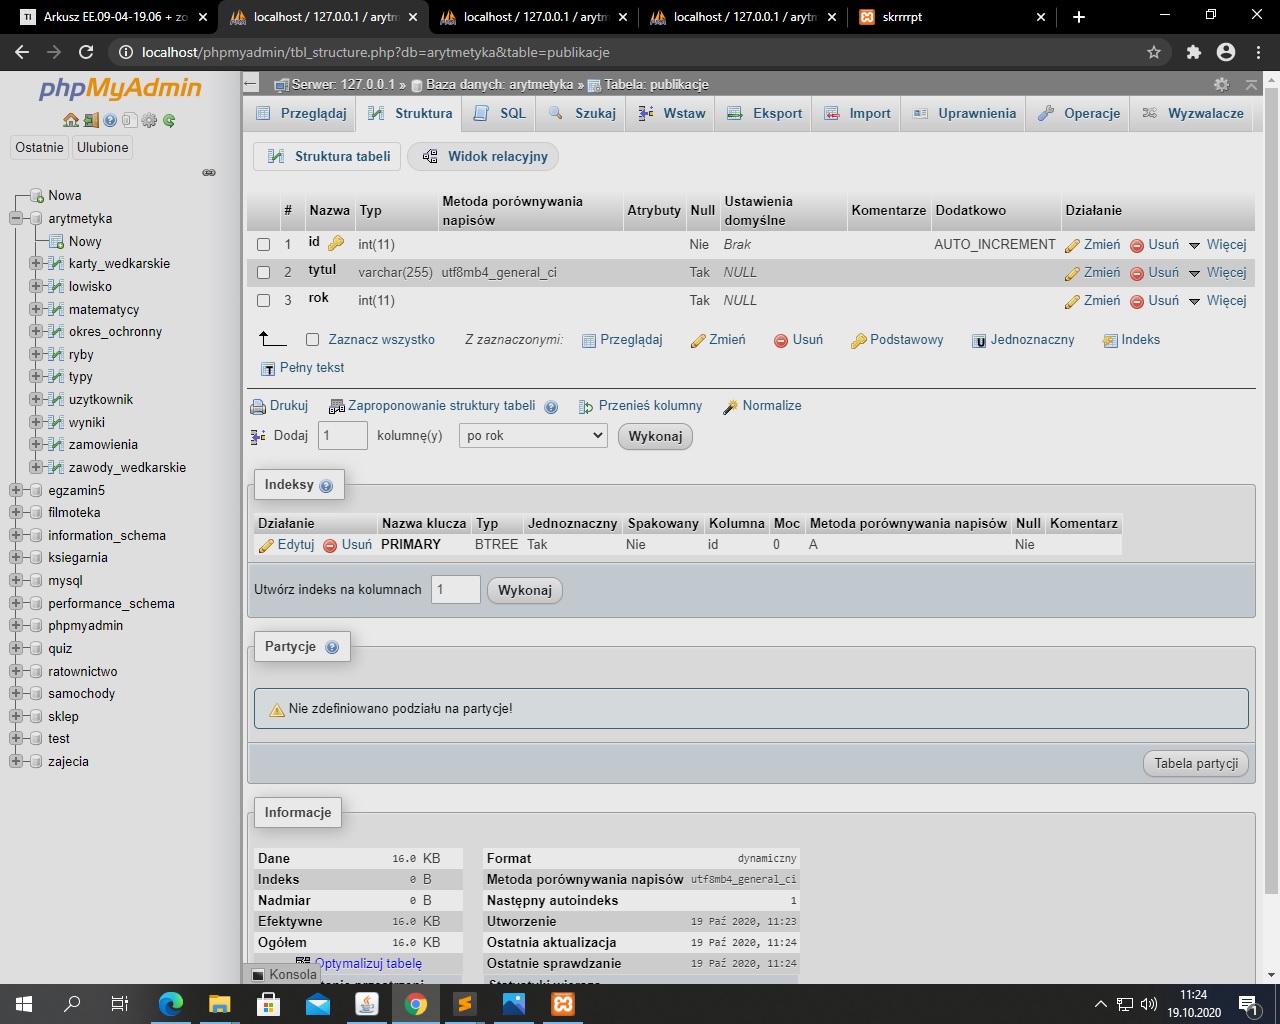 Arkusz EE.09-04-19.06 + zo
localhost / 127.0.0.1 / arytm
localhost / 127.0.0.1 / arytm
localhost / 127.0.0.1 / arytm
skrrrrpt
localhost/phpmyadmin/tbl_structure.php?db=arytmetyka&table=publikacje
phpMyAdmin
Ostatnie
Ulubione
Nowa
arytmetyka
Nowy
karty_wedkarskie
lowisko
matematycy
okres_ochronny
ryby
typy
uzytkownik
wyniki
zamowienia
zawody_wedkarskie
egzamin5
filmoteka
information_schema
ksiegarnia
mysql
performance_schema
phpmyadmin
quiz
ratownictwo
samochody
sklep
test
zajecia
Serwer: 127.0.0.1 » Baza danych: arytmetyka » Tabela: publikacje
Przeglądaj Struktura SQL Szukaj Wstaw Eksport Import Uprawnienia Operacje Wyzwalacze
Struktura tabeli Widok relacyjny
# Nazwa Typ Metoda porównywania napisów Atrybuty Null Ustawienia domyślne Komentarze Dodatkowo Działanie
1 id int(11) Nie Brak AUTO_INCREMENT Zmień Usuń Więcej
2 tytul varchar(255) utf8mb4_general_ci Tak NULL Zmień Usuń Więcej
3 rok int(11) Tak NULL Zmień Usuń Więcej
Zaznacz wszystko Z zaznaczonymi: Przeglądaj Zmień Usuń Podstawowy Jednoznaczny Indeks
Pełny tekst
Drukuj Zaproponowanie struktury tabeli Przenieś kolumny Normalize
Dodaj 1 kolumnę(y) po rok Wykonaj
Indeksy
Działanie Nazwa klucza Typ Jednoznaczny Spakowany Kolumna Moc Metoda porównywania napisów Null Komentarz
Edytuj Usuń PRIMARY BTREE Tak Nie id 0 A Nie
Utwórz indeks na kolumnach 1 Wykonaj
Partycje
Nie zdefiniowano podziału na partycje!
Tabela partycji
Informacje
Dane 16.0 KB
Indeks 0 B
Nadmiar 0 B
Efektywne 16.0 KB
Ogółem 16.0 KB
Optymalizuj tabelę
Format dynamiczny
Metoda porównywania napisów utf8mb4_general_ci
Następny autoindeks 1
Utworzenie 19 Paź 2020, 11:23
Ostatnia aktualizacja 19 Paź 2020, 11:24
Ostatnie sprawdzanie 19 Paź 2020, 11:24
Konsola
11:24
19.10.2020
1